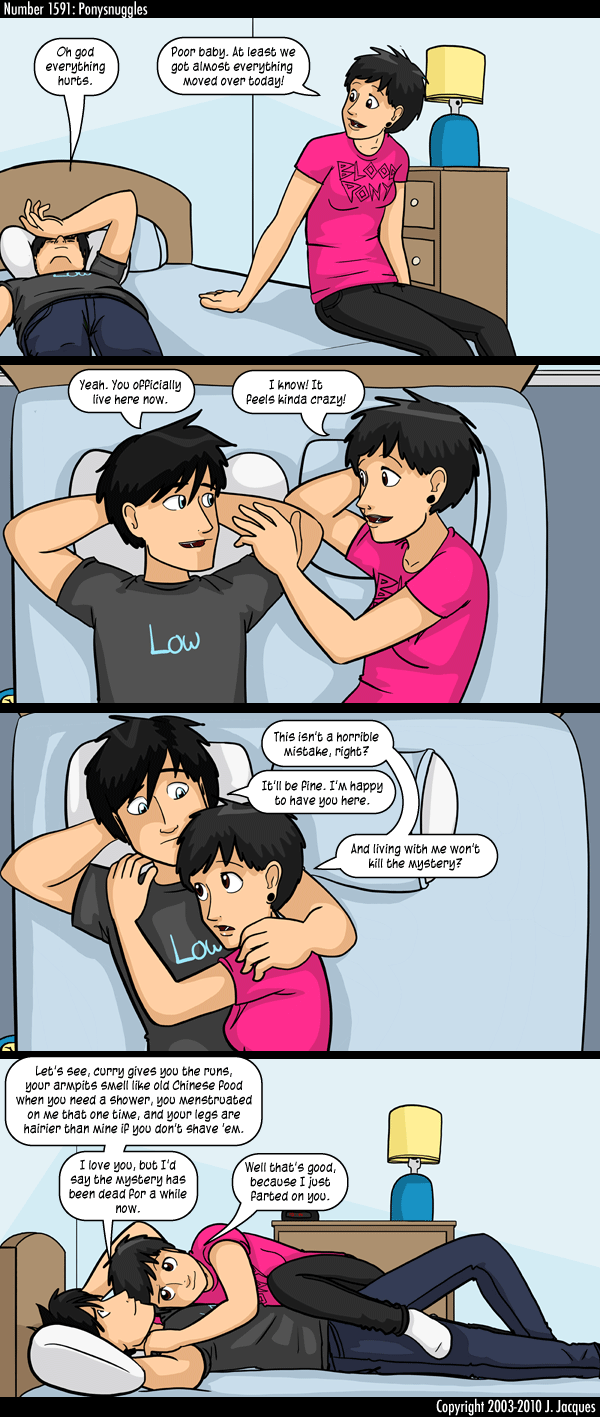 Number 1591: Ponysnuggles
Oh god
everything
hurts.
Poor baby. At least we
got almost everything
moved over today!
BLOOD
PONY
Low
Yeah. You officially
live here now.
I know! It
feels kinda crazy!
BL
Low
This isn't a horrible
mistake, right?
It'll be fine. I'm happy
to have you here.
And living with me won't
kill the mystery?
Low
Let's see, curry gives you the runs,
your armpits smell like old Chinese food
when you need a shower, you menstruated
on me that one time, and your legs are
hairier than mine if you don't shave 'em.
I love you, but I'd
say the mystery has
been dead for a while
now.
Well that's good,
because I just
farted on you.
Copyright 2003-2010 J. Jacques